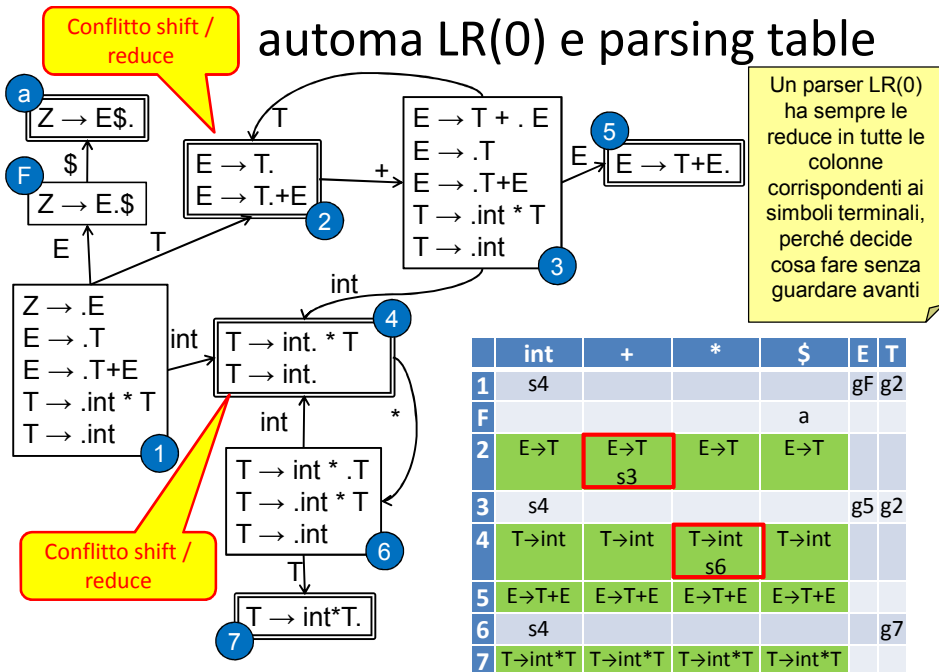 automa LR(0) e parsing table
Conflitto shift /
reduce
a
Z → E$.
$
F
Z → E.$
E
T
T
E → T.
E → T.+E
2
+
E → T + . E
E → .T
E → .T+E
T → .int * T
T → .int
3
E
5
E → T+E.
Un parser LR(0)
ha sempre le
reduce in tutte le
colonne
corrispondenti ai
simboli terminali,
perché decide
cosa fare senza
guardare avanti
int
Z → .E
E → .T
E → .T+E
T → .int * T
T → .int
1
int
4
T → int. * T
T → int.
int
*
T → int * .T
T → .int * T
T → .int
6
Conflitto shift /
reduce
T
T → int*T.
7
int + * $ E T
1 s4 gF g2
F a
2 E→T E→T E→T E→T
s3
3 s4 g5 g2
4 T→int T→int T→int T→int
s6
5 E→T+E E→T+E E→T+E E→T+E
6 s4 g7
7 T→int*T T→int*T T→int*T T→int*T